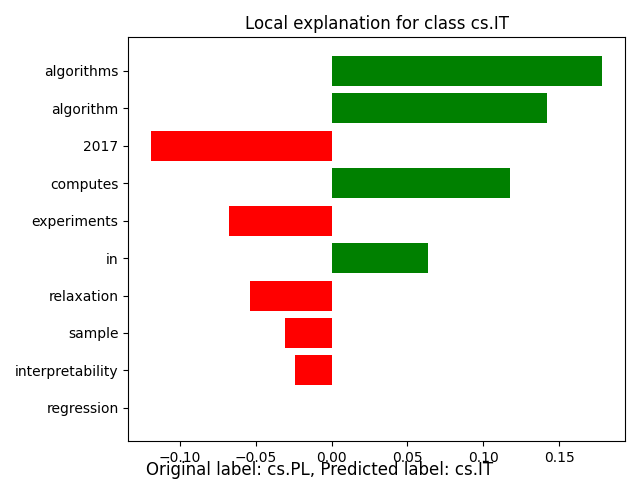 Local explanation for class cs.IT
algorithms
algorithm
2017
computes
experiments
in
relaxation
sample
interpretability
regression
−0.10 −0.05 0.00 0.05 0.10 0.15
Original label: cs.PL, Predicted label: cs.IT